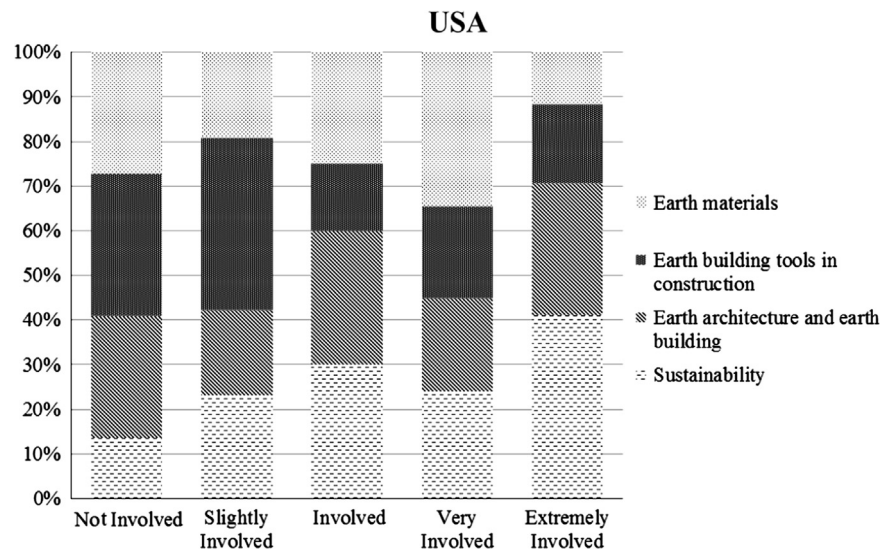 USA
100%
90%
80%
70%
60%
50%
40%
30%
20%
10%
0%
Not Involved
Slightly
Involved
Involved
Very
Involved
Extremely
Involved
Earth materials
Earth building tools in
construction
Earth architecture and earth
building
Sustainability